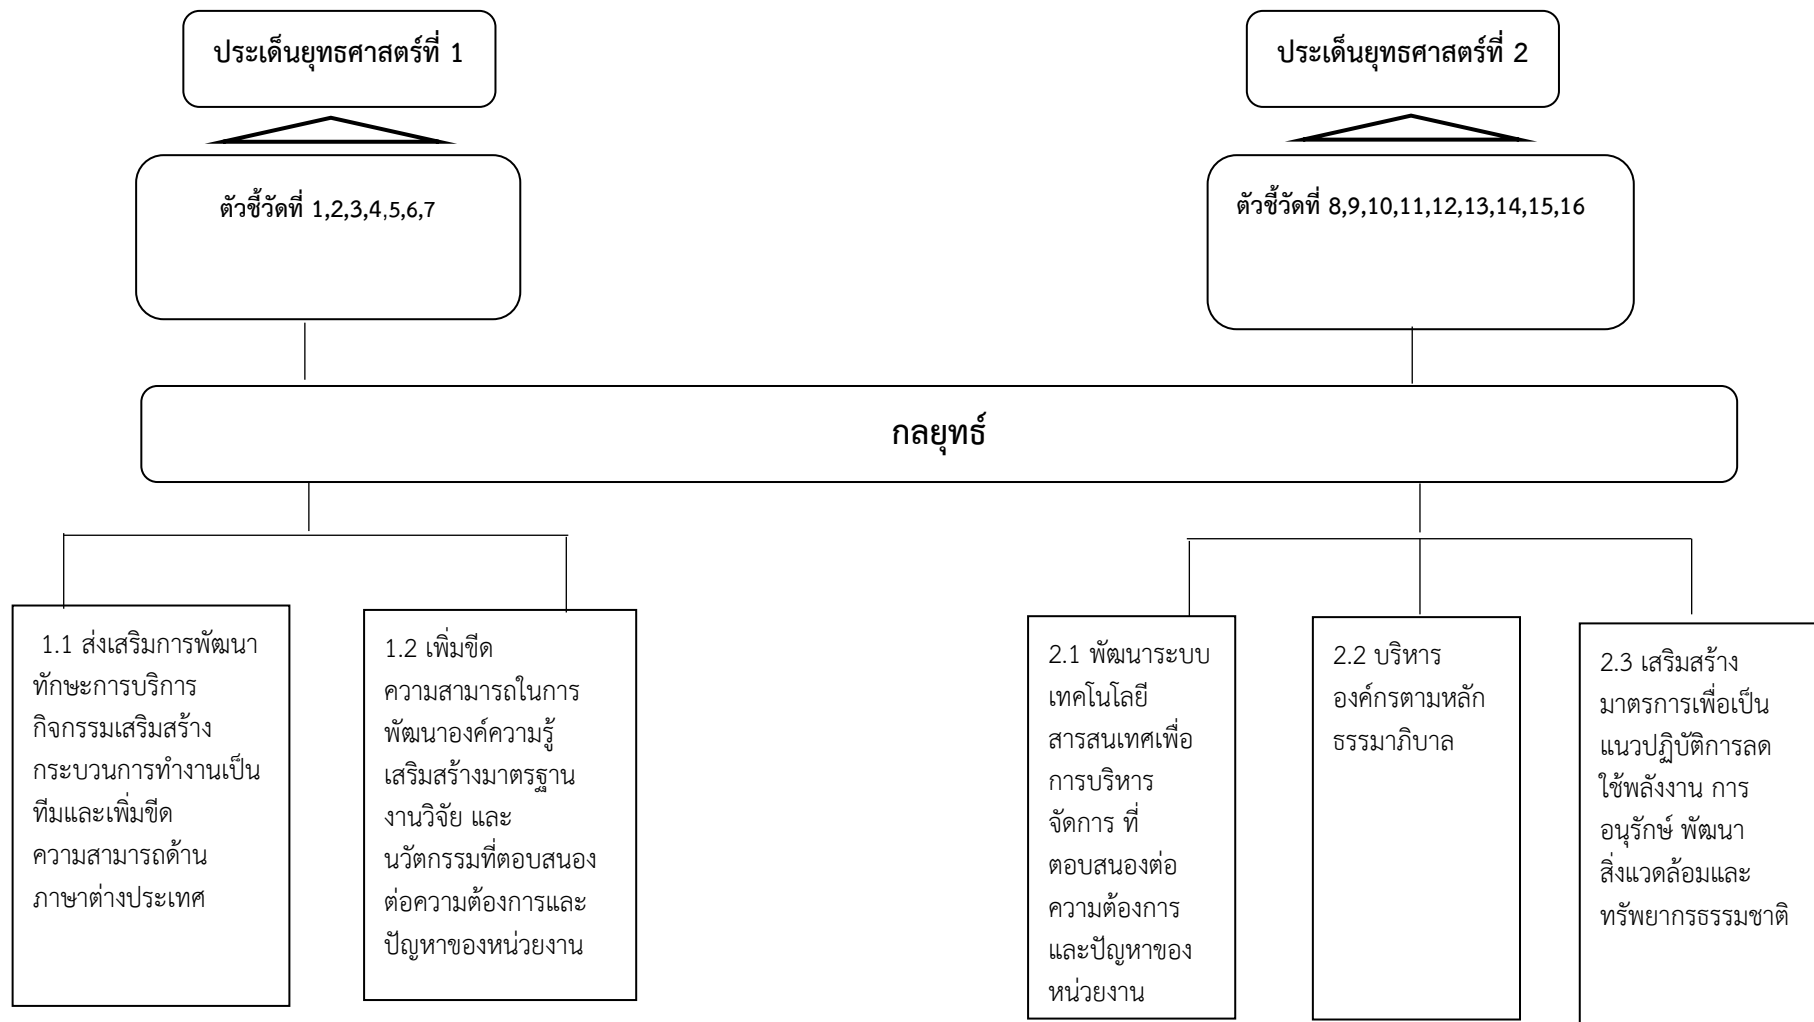 ประเด็นยุทธศาสตร์ที่ 1
ประเด็นยุทธศาสตร์ที่ 2
ตัวชี้วัดที่ 1,2,3,4,5,6,7
ตัวชี้วัดที่ 8,9,10,11,12,13,14,15,16
กลยุทธ์
1.1 ส่งเสริมการพัฒนา
ทักษะการบริการ
กิจกรรมเสริมสร้าง
กระบวนการทำงานเป็น
ทีมและเพิ่มขีด
ความสามารถด้าน
ภาษาต่างประเทศ
1.2 เพิ่มขีด
ความสามารถในการ
พัฒนาองค์ความรู้
เสริมสร้างมาตรฐาน
งานวิจัย และ
นวัตกรรมที่ตอบสนอง
ต่อความต้องการและ
ปัญหาของหน่วยงาน
2.1 พัฒนาระบบ
เทคโนโลยี
สารสนเทศเพื่อ
การบริหาร
จัดการ ที่
ตอบสนองต่อ
ความต้องการ
และปัญหาของ
หน่วยงาน
2.2 บริหาร
องค์กรตามหลัก
ธรรมาภิบาล
2.3 เสริมสร้าง
มาตรการเพื่อเป็น
แนวปฏิบัติการลด
ใช้พลังงาน การ
อนุรักษ์ พัฒนา
สิ่งแวดล้อมและ
ทรัพยากรธรรมชาติ